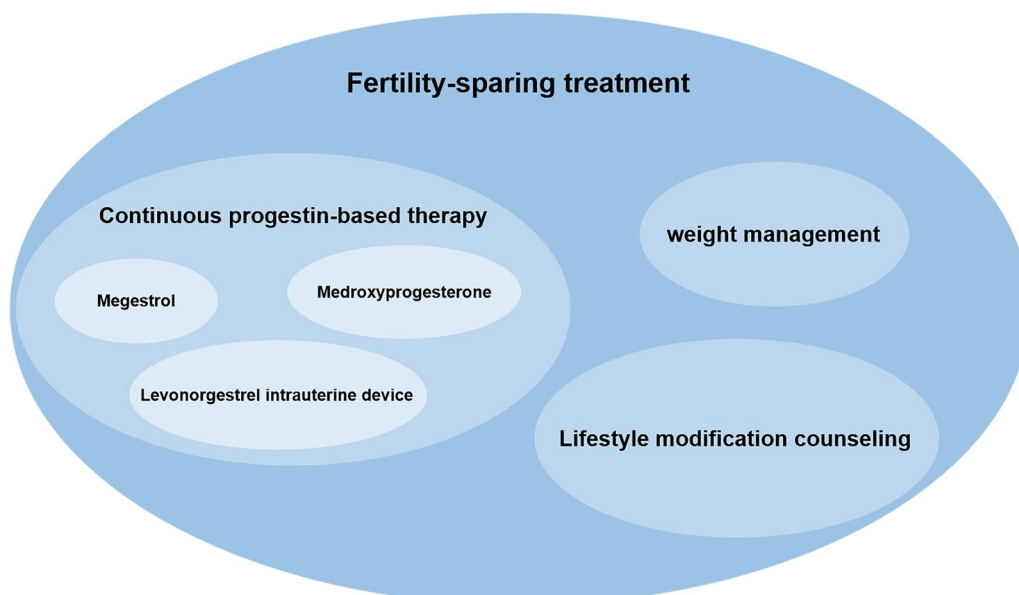 Fertility-sparing treatment
Continuous progestin-based therapy
weight management
Megestrol
Medroxyprogesterone
Levonorgestrel intrauterine device
Lifestyle modification counseling